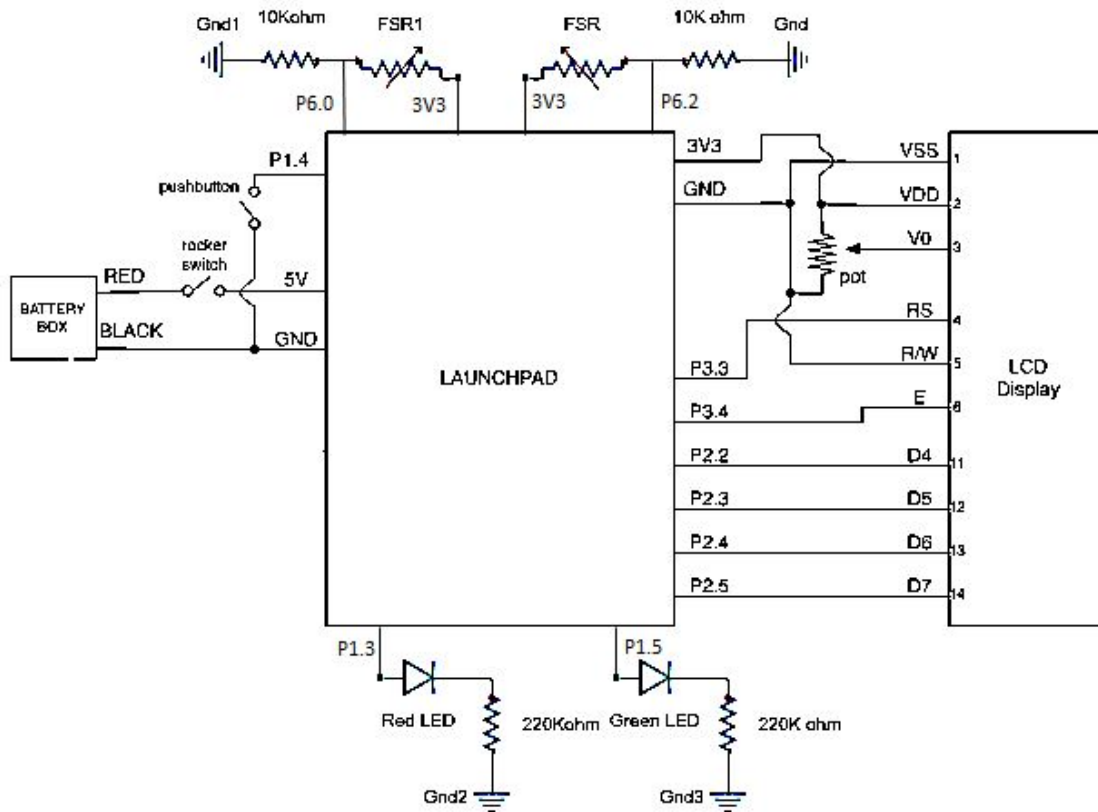 Gnd1
10Kohm
FSR1
FSR
10K ohm
Gnd
P6.0
3V3
3V3
P6.2
P1.4
pushbutton
rocker
switch
RED
5V
BATTERY
BOX
BLACK
GND
LAUNCHPAD
3V3
GND
P3.3
P3.4
P2.2
P2.3
P2.4
P2.5
pot
VSS
1
VDD
2
V0
3
RS
4
R/W
5
E
6
D4
11
D5
12
D6
13
D7
14
LCD
Display
P1.3
Red LED
220Kohm
Gnd2
P1.5
Green LED
220K ohm
Gnd3